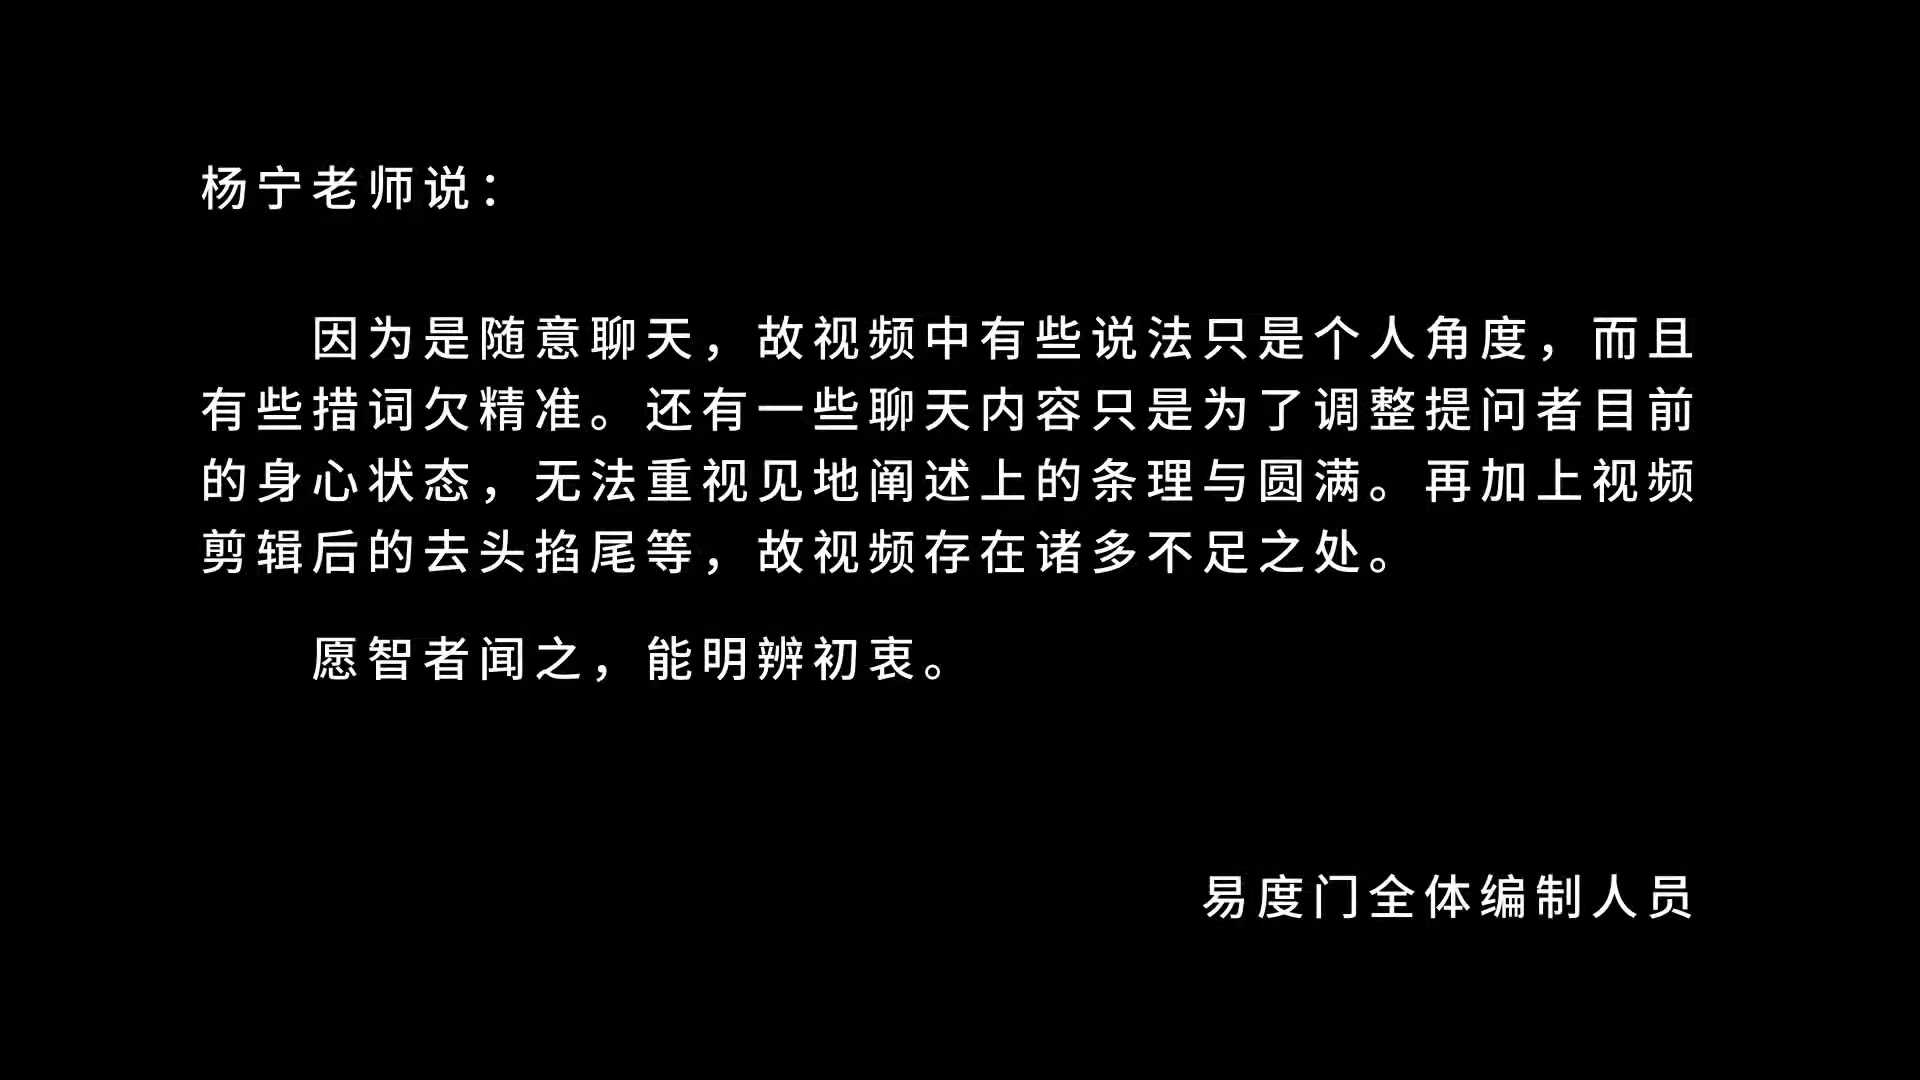 杨宁老师说：
因为是随意聊天，故视频中有些说法只是个人角度，而且
有些措词欠精准。还有一些聊天内容只是为了调整提问者目前
的身心状态，无法重视见地阐述上的条理与圆满。再加上视频
剪辑后的去头掐尾等，故视频存在诸多不足之处。
愿智者闻之，能明辨初衷。
易度门全体编制人员